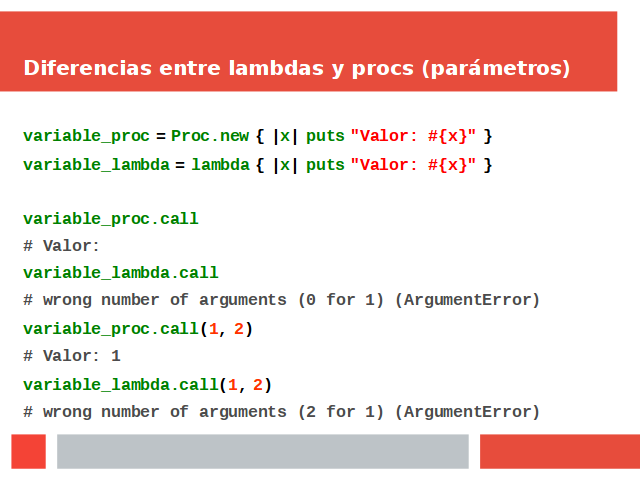 Diferencias entre lambdas y procs (parámetros)
variable_proc = Proc.new { |x| puts "Valor: #{x}" }
variable_lambda = lambda { |x| puts "Valor: #{x}" }
variable_proc.call
# Valor:
variable_lambda.call
# wrong number of arguments (0 for 1) (ArgumentError)
variable_proc.call(1, 2)
# Valor: 1
variable_lambda.call(1, 2)
# wrong number of arguments (2 for 1) (ArgumentError)